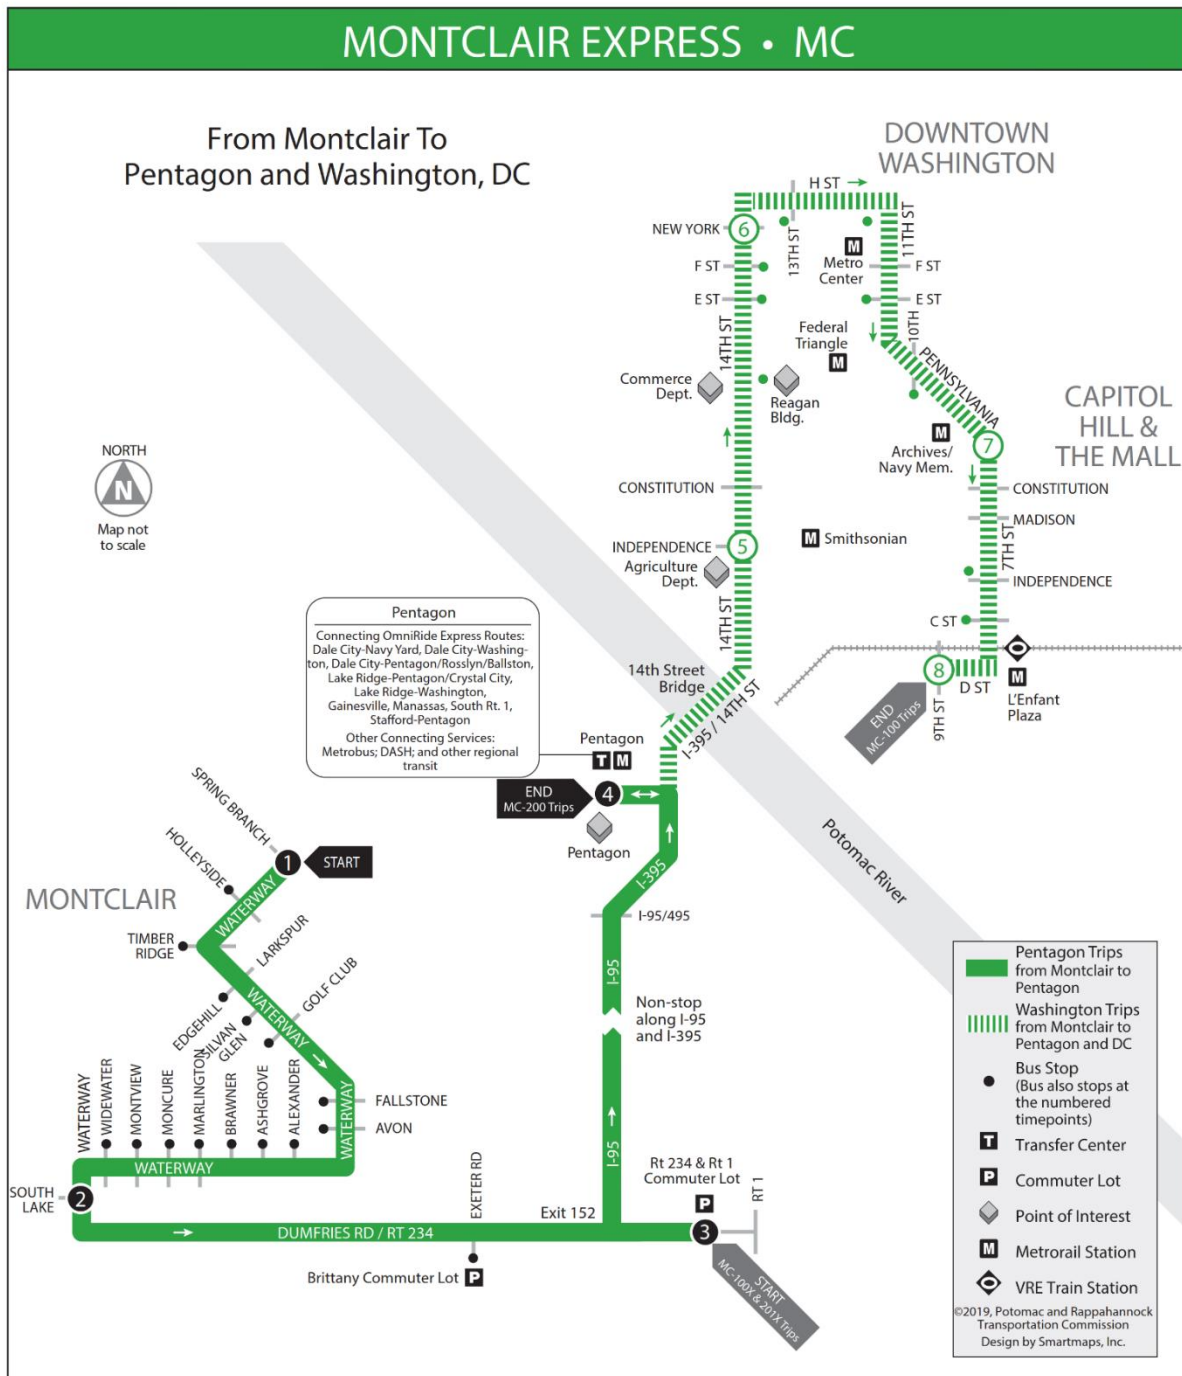 MONTCLAIR EXPRESS • MC
From Montclair To
Pentagon and Washington, DC
DOWNTOWN
WASHINGTON
H ST
NEW YORK
6
13TH ST
11TH ST
M
Metro
Center
F ST
F ST
E ST
E ST
14TH ST
Federal
Triangle
M
10TH
PENNSYLVANIA
Commerce
Dept.
Reagan
Bldg.
CAPITOL
HILL &
THE MALL
M
Archives/
Navy Mem.
7
NORTH
N
Map not
to scale
CONSTITUTION
CONSTITUTION
MADISON
7TH ST
INDEPENDENCE
5
M Smithsonian
Agriculture
Dept.
INDEPENDENCE
14TH ST
C ST
8
D ST
9TH ST
M
L'Enfant
Plaza
END
MC-100 Trips
14th Street
Bridge
I-395 / 14TH ST
Pentagon
Connecting OmniRide Express Routes:
Dale City-Navy Yard, Dale City-Washing-
ton, Dale City-Pentagon/Rosslyn/Ballston,
Lake Ridge-Pentagon/Crystal City,
Lake Ridge-Washington,
Gainesville, Manassas, South Rt. 1,
Stafford-Pentagon
Other Connecting Services:
Metrobus; DASH; and other regional
transit
Pentagon
T M
END
MC-200 Trips
4
Pentagon
Potomac River
I-395
I-95/495
I-95
Non-stop
along I-95
and I-395
I-95
SPRING BRANCH
1
START
HOLLEYSIDE
WATERWAY
MONTCLAIR
TIMBER
RIDGE
LARKSPUR
GOLF CLUB
WATERWAY
EDGEHILL
SILVAN
GLEN
FALLSTONE
AVON
WATERWAY
WATERWAY
WIDEWATER
MONTVIEW
MONCURE
MARLINGTON
BRAWNER
ASHGROVE
ALEXANDER
WATERWAY
SOUTH
LAKE
2
DUMFRIES RD / RT 234
EXETER RD
Exit 152
Brittany Commuter Lot P
Rt 234 & Rt 1
Commuter Lot
P
RT 1
3
START
MC-100X & 201X Trips
Pentagon Trips
from Montclair to
Pentagon
Washington Trips
from Montclair to
Pentagon and DC
Bus Stop
(Bus also stops at
the numbered
timepoints)
T Transfer Center
P Commuter Lot
Point of Interest
M Metrorail Station
VRE Train Station
©2019, Potomac and Rappahannock
Transportation Commission
Design by Smartmaps, Inc.